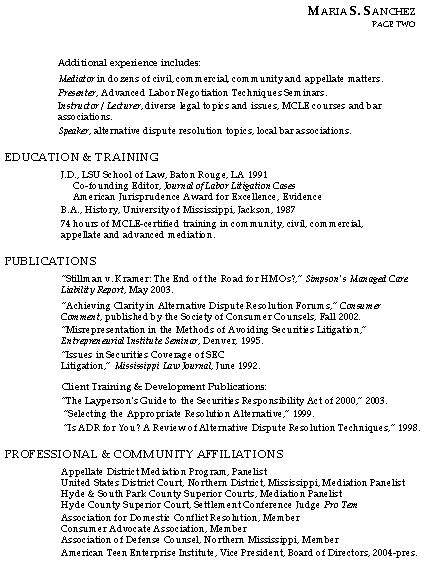 MARIA S. SANCHEZ
PAGE TWO
Additional experience includes:
Mediator in dozens of civil, commercial, community and appellate matters.
Presenter, Advanced Labor Negotiation Techniques Seminars.
Instructor / Lecturer, diverse legal topics and issues, MCLE courses and bar
associations.
Speaker, alternative dispute resolution topics, local bar associations.
EDUCATION & TRAINING
J.D., LSU School of Law, Baton Rouge, LA 1991
Co-founding Editor, Journal of Labor Litigation Cases
American Jurisprudence Award for Excellence, Evidence
B.A., History, University of Mississippi, Jackson, 1987
74 hours of MCLE-certified training in community, civil, commercial,
appellate and advanced mediation.
PUBLICATIONS
“Stillman v. Kramer: The End of the Road for HMOs?,” Simpson's Managed Care
Liability Report, May 2003.
“Achieving Clarity in Alternative Dispute Resolution Forums,” Consumer
Comment, published by the Society of Consumer Counsels, Fall 2002.
“Misrepresentation in the Methods of Avoiding Securities Litigation,”
Entrepreneurial Institute Seminar, Denver, 1995.
“Issues in Securities Coverage of SEC
Litigation,” Mississippi Law Journal, June 1992.
Client Training & Development Publications:
“The Layperson's Guide to the Securities Responsibility Act of 2000,” 2003.
“Selecting the Appropriate Resolution Alternative,” 1999.
“Is ADR for You? A Review of Alternative Dispute Resolution Techniques,” 1998.
PROFESSIONAL & COMMUNITY AFFILIATIONS
Appellate District Mediation Program, Panelist
United States District Court, Northern District, Mississippi, Mediation Panelist
Hyde & South Park County Superior Courts, Mediation Panelist
Hyde County Superior Court, Settlement Conference Judge Pro Tem
Association for Domestic Conflict Resolution, Member
Consumer Advocate Association, Member
Association of Defense Counsel, Northern Mississippi, Member
American Teen Enterprise Institute, Vice President, Board of Directors, 2004-pres.